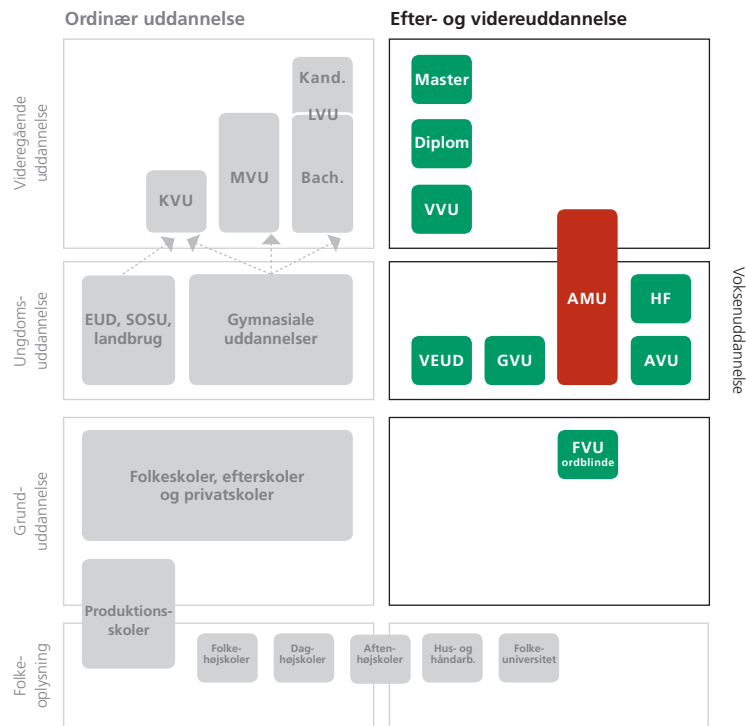 Ordinær uddannelse
Efter- og videreuddannelse
Videregående
uddannelse
Kand.
LVU
Bach.
MVU
KVU
Master
Diplom
VVU
Ungdoms-
uddannelse
EUD, SOSU,
landbrug
Gymnasiale
uddannelser
VEUD
GVU
AMU
HF
AVU
Voksenuddannelse
Grund-
uddannelse
Folkeskoler, efterskoler
og privatskoler
FVU
ordblinde
Produktions-
skoler
Folke-
oplysning
Folke-
højskoler
Dag-
højskoler
Aften-
højskoler
Hus- og
håndarb.
Folke-
universitet